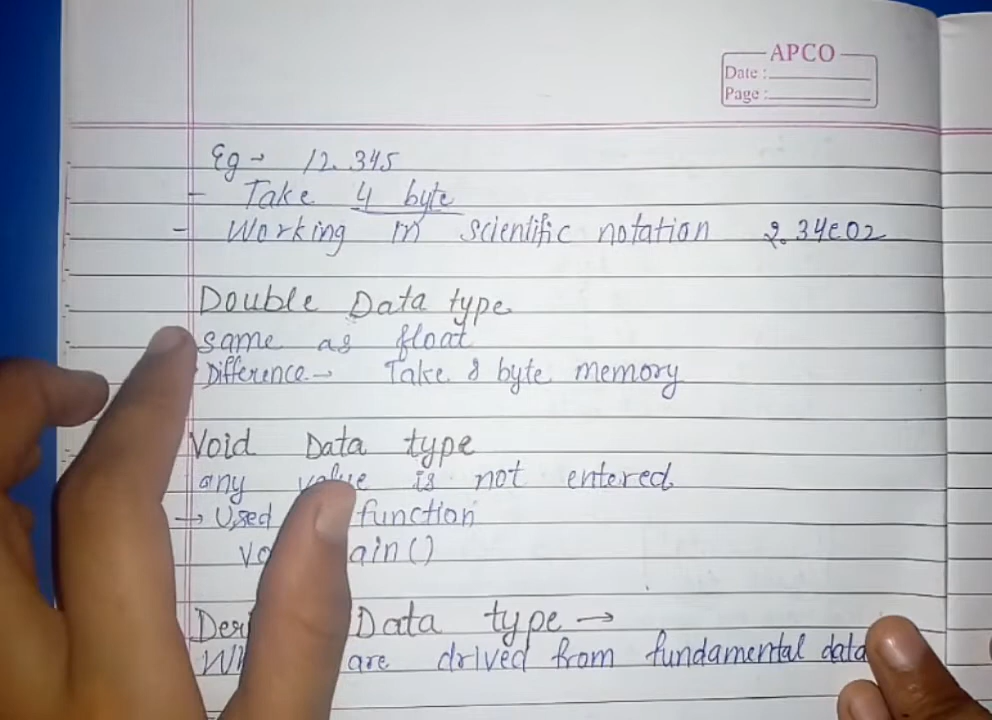 APCO
Date :
Page :
Eg → 12.345
- Take 4 byte
- Working in scientific notation 2.34e02
Double Data type
same as float
Difference → Take 8 byte memory
Void Data type
any value is not entered.
→ Used function
ain()
Data type →
are drived from fundamental data